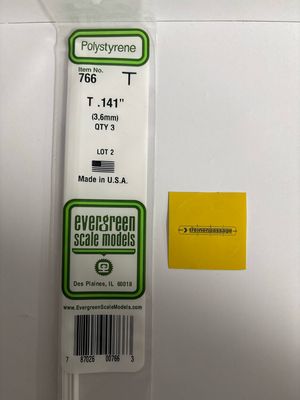 Polystyrene
Item No.
766
T .141"
(3.6mm)
QTY 3
LOT 2
Made in U.S.A.
evergreen
scale models
Des Plaines, IL 60018
www.EvergreenScaleModels.com
7 87026 00766 3
steinenpassage